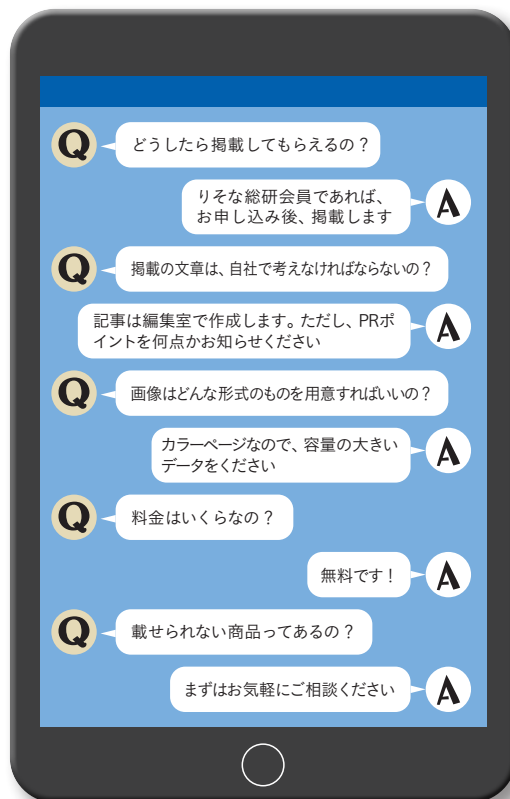 Q
どうしたら掲載してもらえるの？
りそな総研会員であれば、
お申し込み後、掲載します
A
Q
掲載の文章は、自社で考えなければならないの？
記事は編集室で作成します。ただし、PRポ
イントを何点かお知らせください
A
Q
画像はどんな形式のものを用意すればいいの？
カラーページなので、容量の大きい
データをください
A
Q
料金はいくらなの？
無料です！
A
Q
載せられない商品ってあるの？
まずはお気軽にご相談ください
A